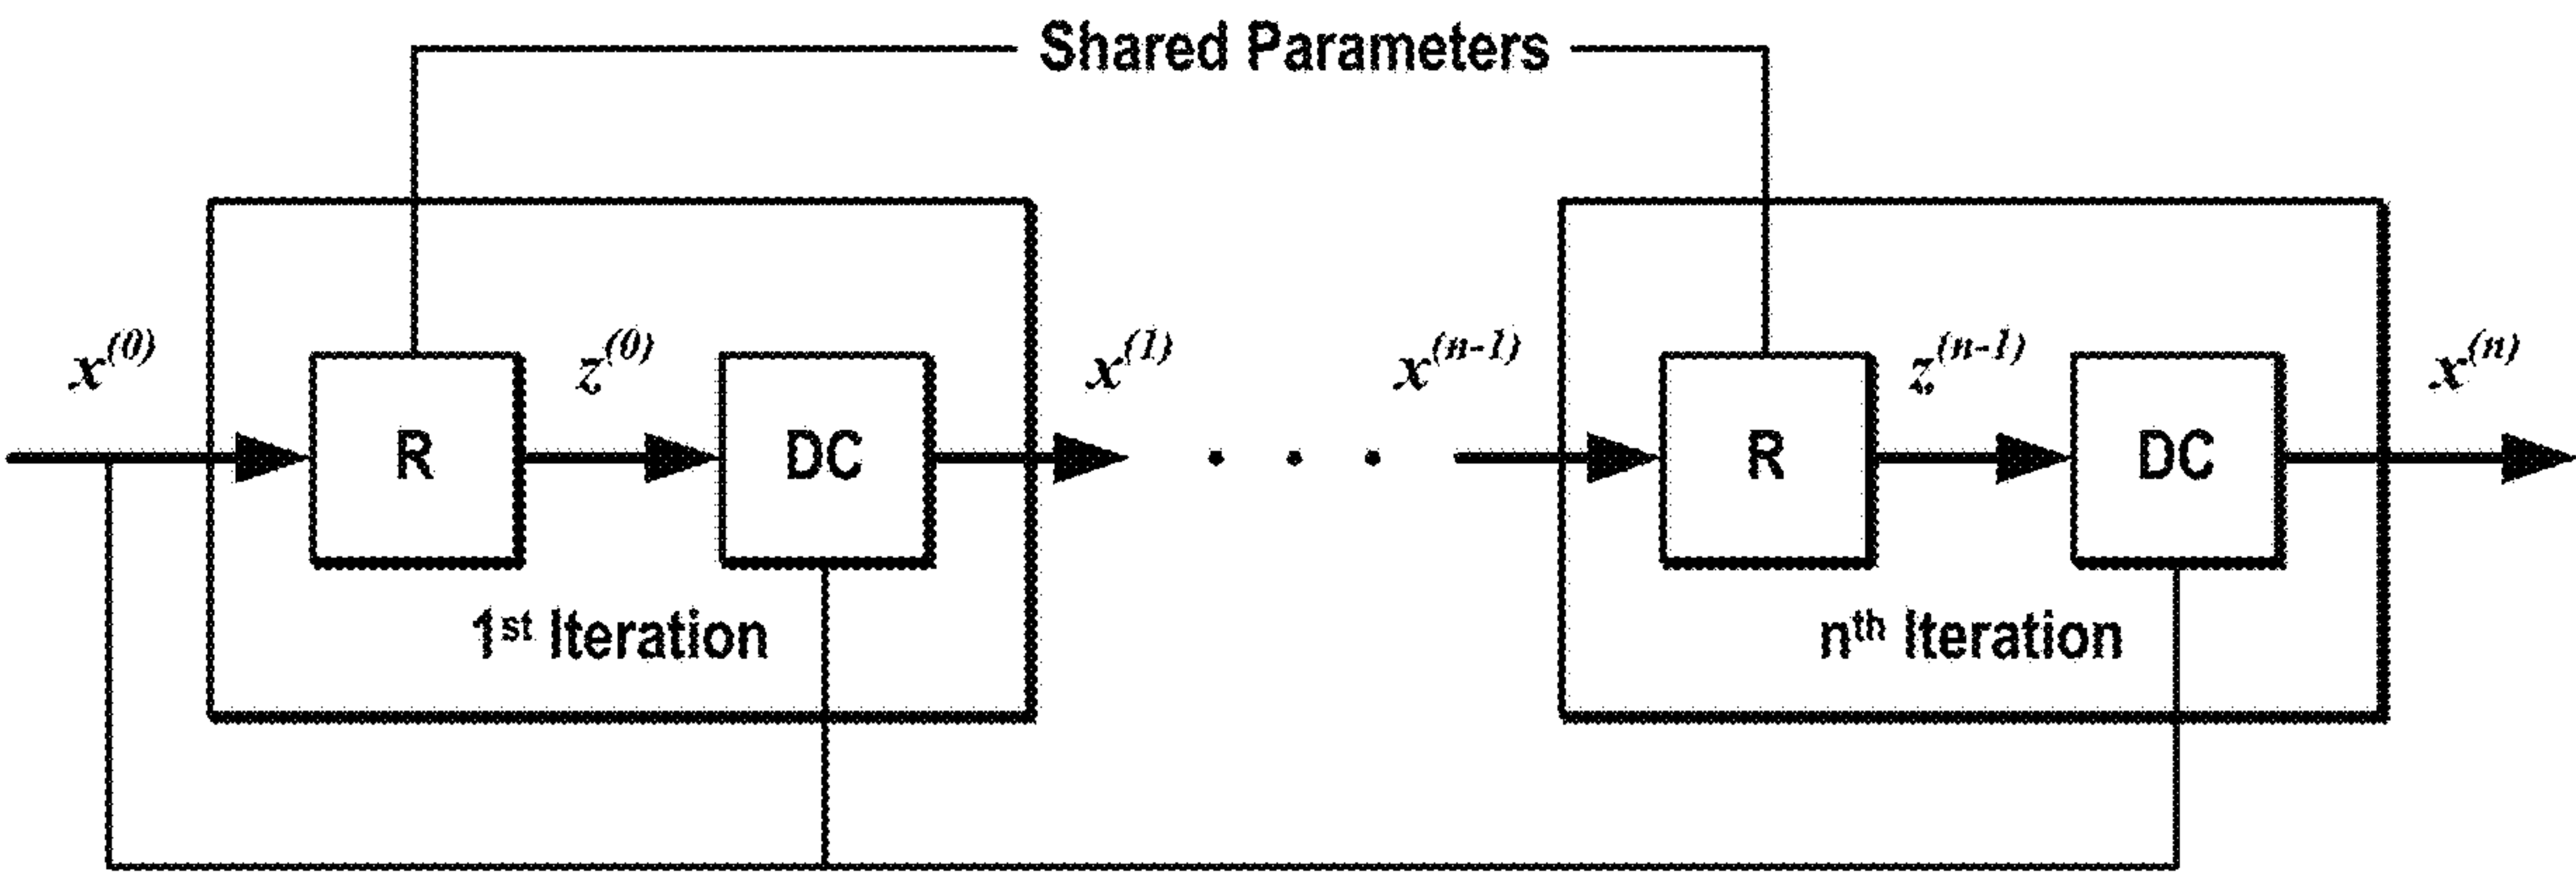 Shared Parameters
x(0)
z(0)
x(1)
x(n-1)
z(n-1)
x(n)
R
DC
. . .
R
DC
1st Iteration
nth Iteration